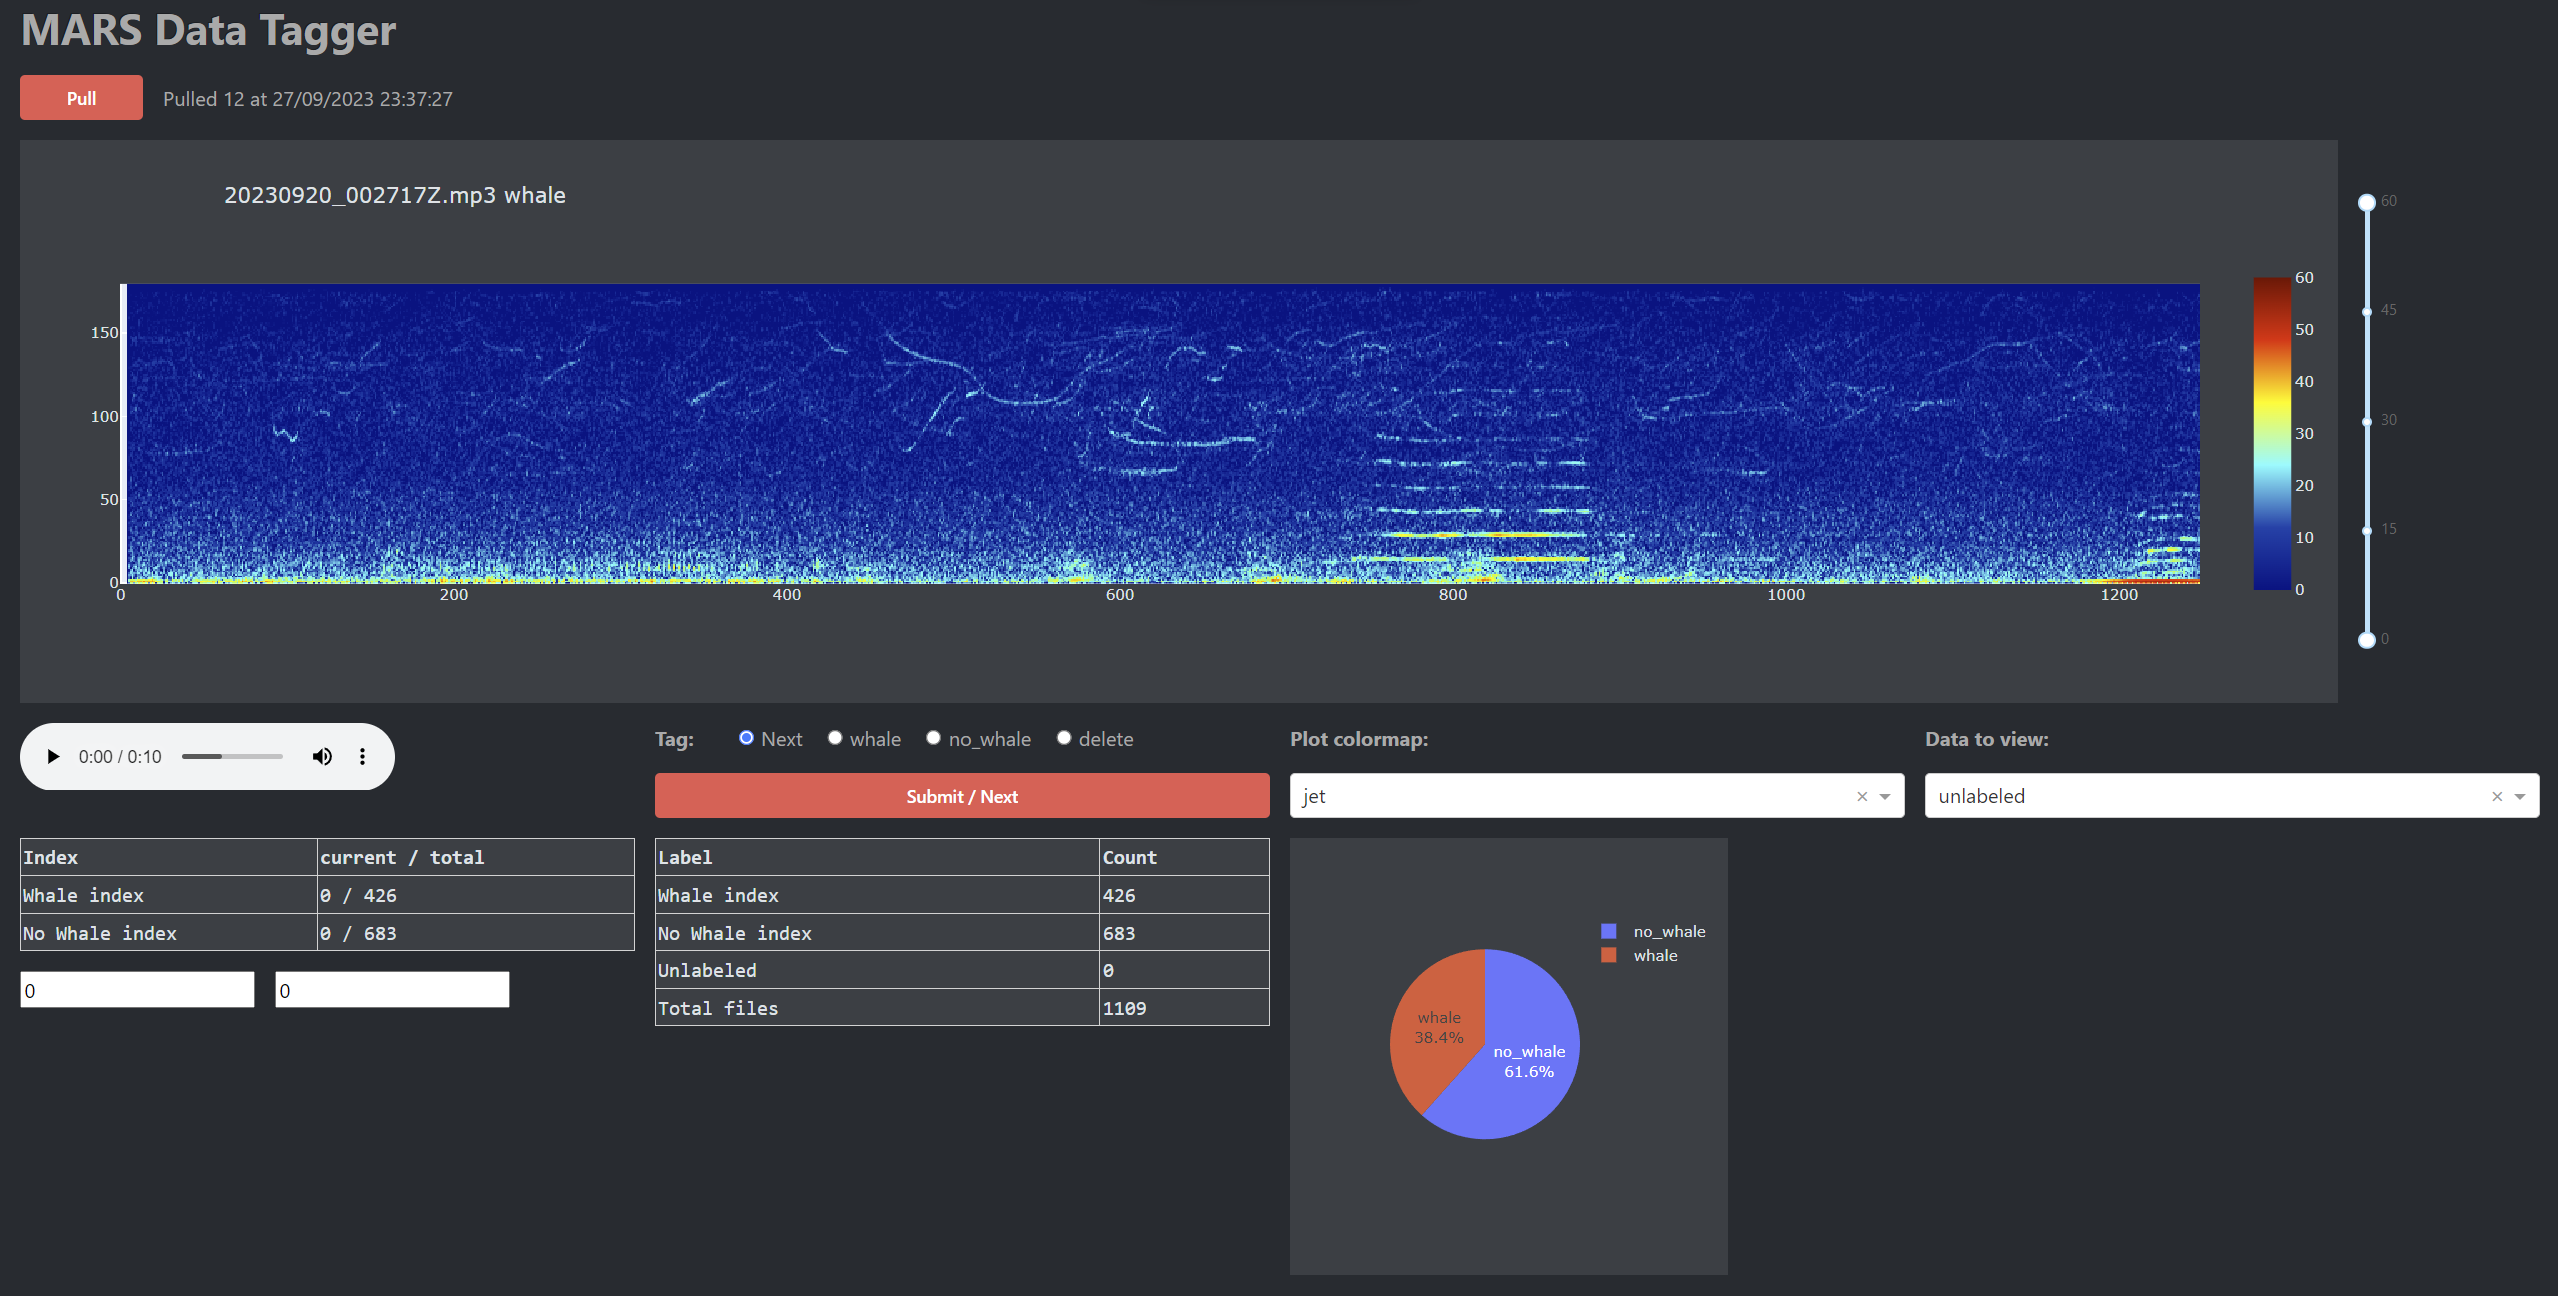 MARS Data Tagger
Pull
Pulled 12 at 27/09/2023 23:37:27
20230920_002717Z.mp3 whale
150
100
50
0
0 200 400 600 800 1000 1200
60
50
40
30
20
10
0
60
45
30
15
0
0:00 / 0:10
Tag: Next whale no_whale delete
Submit / Next
Plot colormap:
jet
Data to view:
unlabeled
Index current / total
Whale index 0 / 426
No Whale index 0 / 683
0 0
Label Count
Whale index 426
No Whale index 683
Unlabeled 0
Total files 1109
no_whale
whale
whale
38.4%
no_whale
61.6%